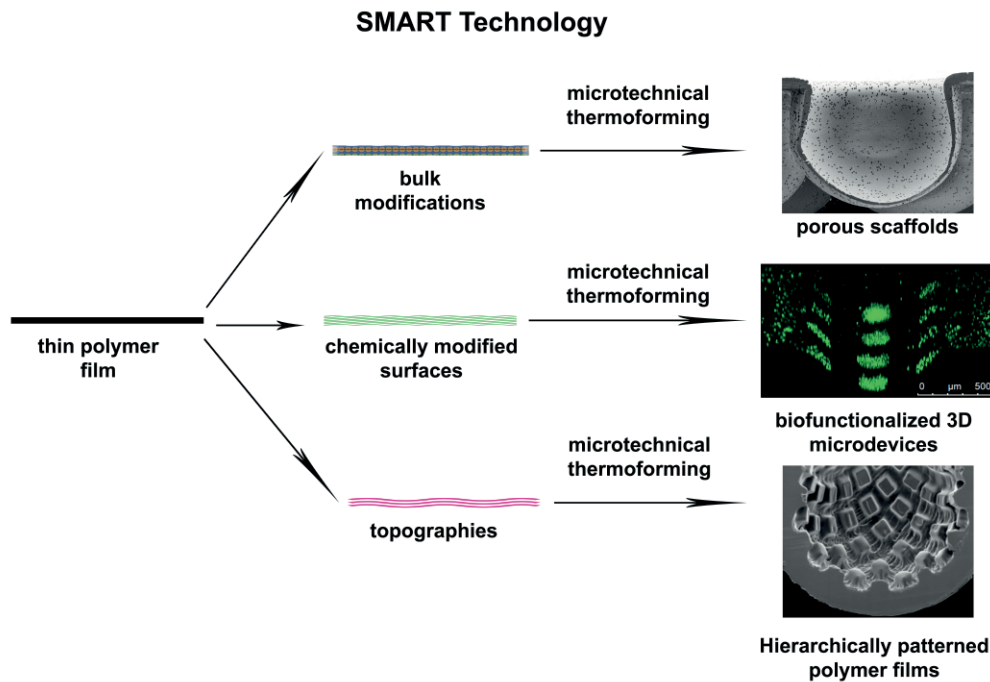 SMART Technology
microtechnical
thermoforming
bulk
modifications
porous scaffolds
microtechnical
thermoforming
thin polymer
film
chemically modified
surfaces
0 µm 500
biofunctionalized 3D
microdevices
microtechnical
thermoforming
topographies
Hierarchically patterned
polymer films